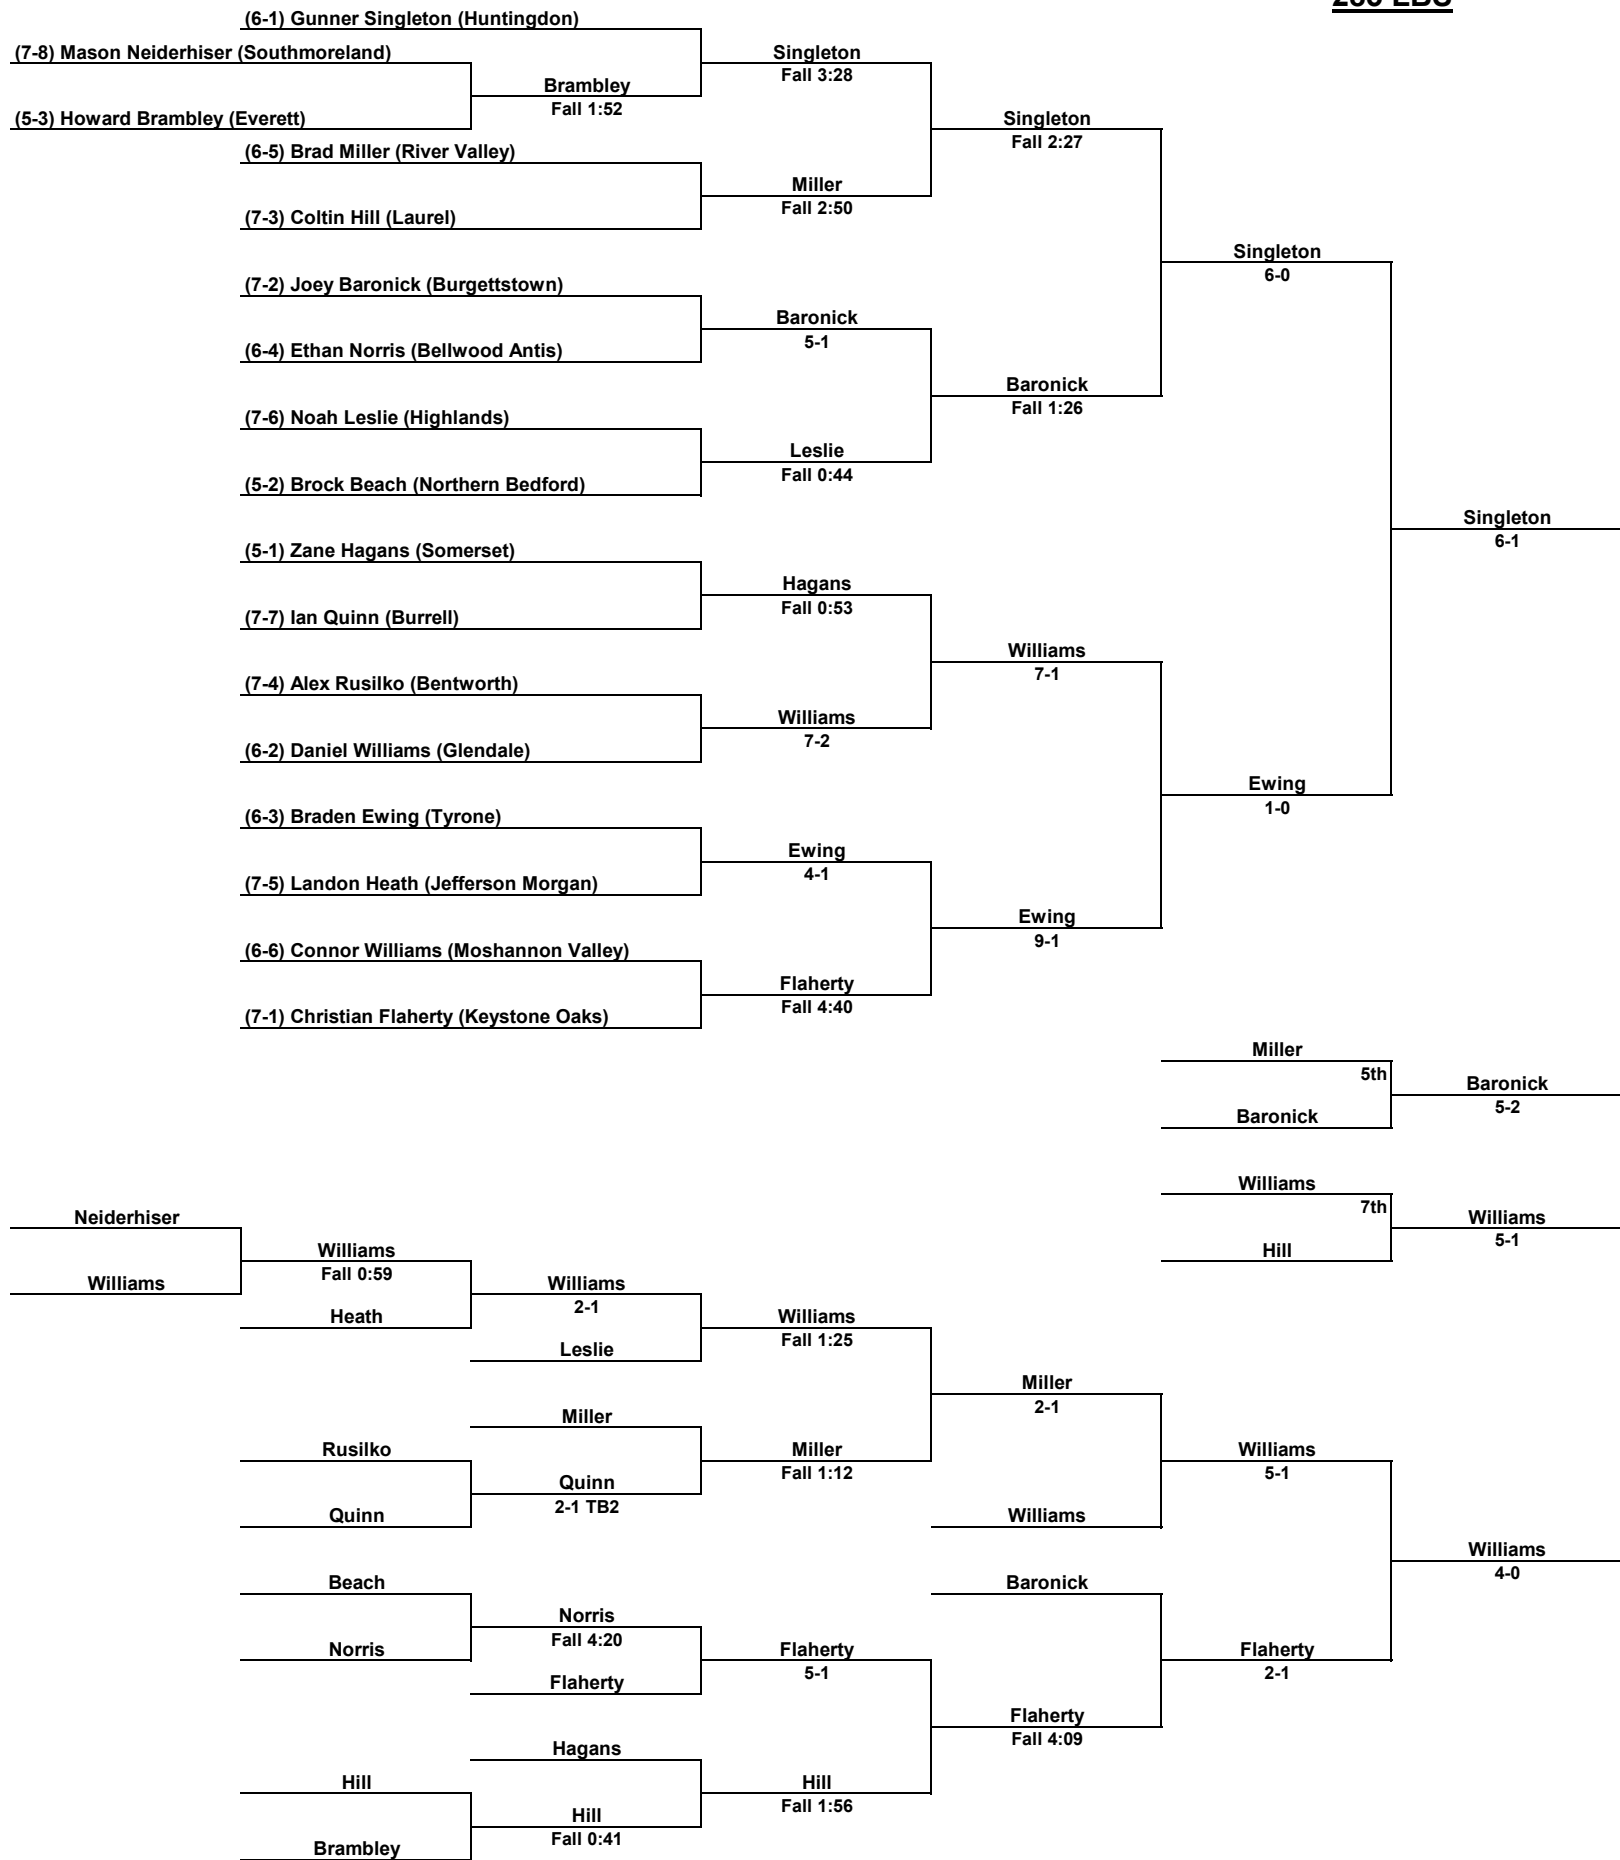 (6-1) Gunner Singleton (Huntingdon)
(7-8) Mason Neiderhiser (Southmoreland)
Singleton
Fall 3:28
Brambley
Fall 1:52
(5-3) Howard Brambley (Everett)
Singleton
Fall 2:27
(6-5) Brad Miller (River Valley)
Miller
Fall 2:50
(7-3) Coltin Hill (Laurel)
Singleton
6-0
(7-2) Joey Baronick (Burgettstown)
Baronick
5-1
(6-4) Ethan Norris (Bellwood Antis)
Baronick
Fall 1:26
(7-6) Noah Leslie (Highlands)
Leslie
Fall 0:44
(5-2) Brock Beach (Northern Bedford)
Singleton
6-1
(5-1) Zane Hagans (Somerset)
Hagans
Fall 0:53
(7-7) Ian Quinn (Burrell)
Williams
7-1
(7-4) Alex Rusilko (Bentworth)
Williams
7-2
(6-2) Daniel Williams (Glendale)
Ewing
1-0
(6-3) Braden Ewing (Tyrone)
Ewing
4-1
(7-5) Landon Heath (Jefferson Morgan)
Ewing
9-1
(6-6) Connor Williams (Moshannon Valley)
Flaherty
Fall 4:40
(7-1) Christian Flaherty (Keystone Oaks)
Miller
5th
Baronick
5-2
Baronick
Williams
7th
Williams
5-1
Hill
Neiderhiser
Williams
Fall 0:59
Williams
Williams
2-1
Heath
Williams
Fall 1:25
Leslie
Miller
2-1
Miller
Rusilko
Miller
Fall 1:12
Williams
5-1
Quinn
2-1 TB2
Quinn
Williams
Williams
4-0
Beach
Baronick
Norris
Fall 4:20
Norris
Flaherty
5-1
Flaherty
2-1
Flaherty
Flaherty
Fall 4:09
Hagans
Hill
Hill
Fall 1:56
Hill
Fall 0:41
Brambley